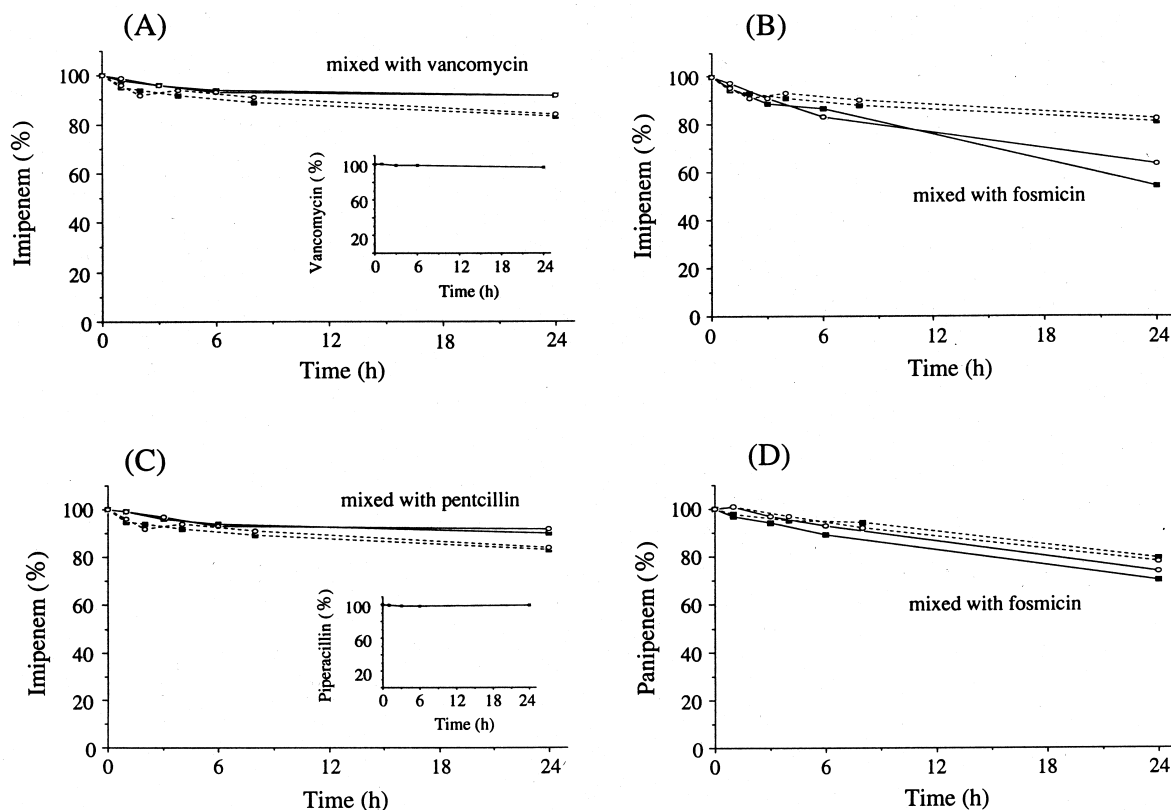 (A)
mixed with vancomycin
Imipenem (%)
100
80
60
40
20
0
0 6 12 18 24
Time (h)
Vancomycin (%)
100
60
20
0 6 12 18 24
Time (h)
(B)
mixed with fosmicin
Imipenem (%)
100
80
60
40
20
0
0 6 12 18 24
Time (h)
(C)
mixed with pentcillin
Imipenem (%)
100
80
60
40
20
0
0 6 12 18 24
Time (h)
Piperacillin (%)
100
60
20
0 6 12 18 24
Time (h)
(D)
mixed with fosmicin
Panipenem (%)
100
80
60
40
20
0
0 6 12 18 24
Time (h)